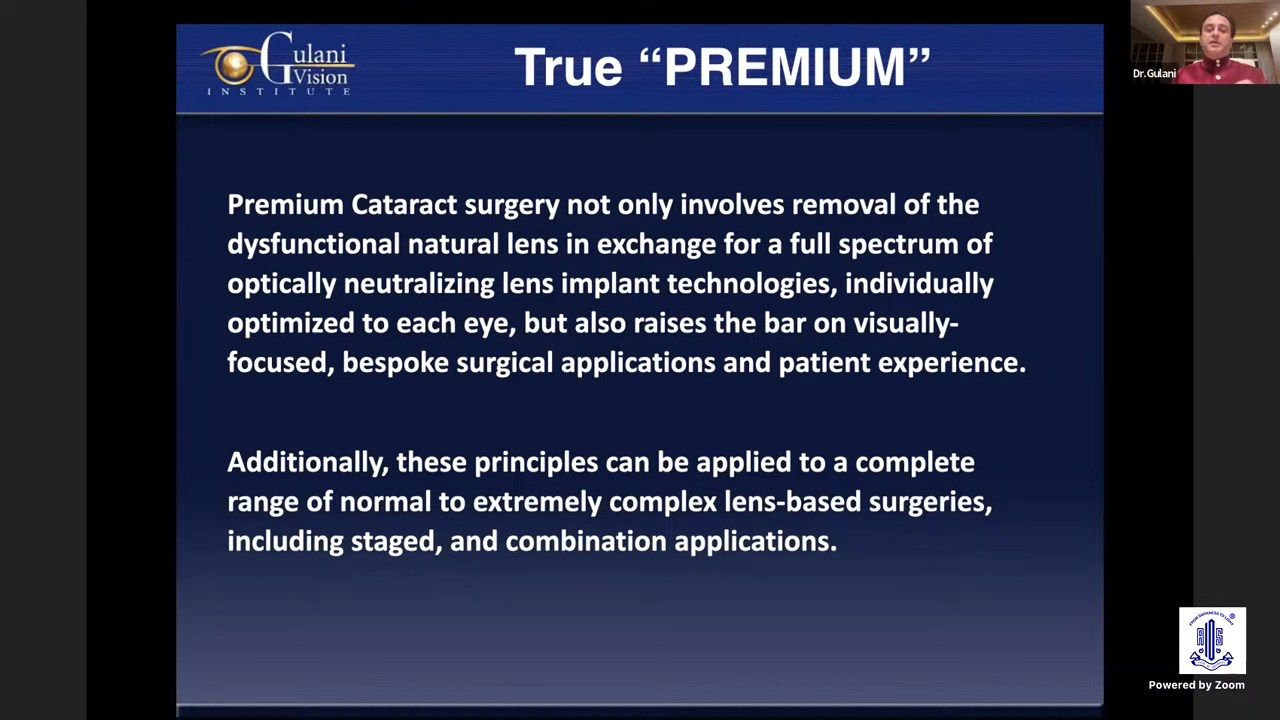 Gulani
Vision
INSTITUTE
True “PREMIUM”
Dr.Gulani
Premium Cataract surgery not only involves removal of the
dysfunctional natural lens in exchange for a full spectrum of
optically neutralizing lens implant technologies, individually
optimized to each eye, but also raises the bar on visually-
focused, bespoke surgical applications and patient experience.
Additionally, these principles can be applied to a complete
range of normal to extremely complex lens-based surgeries,
including staged, and combination applications.
Powered by Zoom